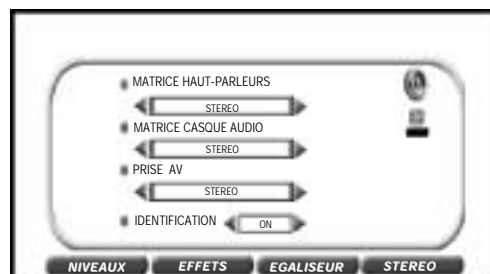 MATRICE HAUT-PARLEURS
STEREO
MATRICE CASQUE AUDIO
STEREO
PRISE AV
STEREO
IDENTIFICATION ON
NIVEAUX EFFETS EGALISEUR STEREO